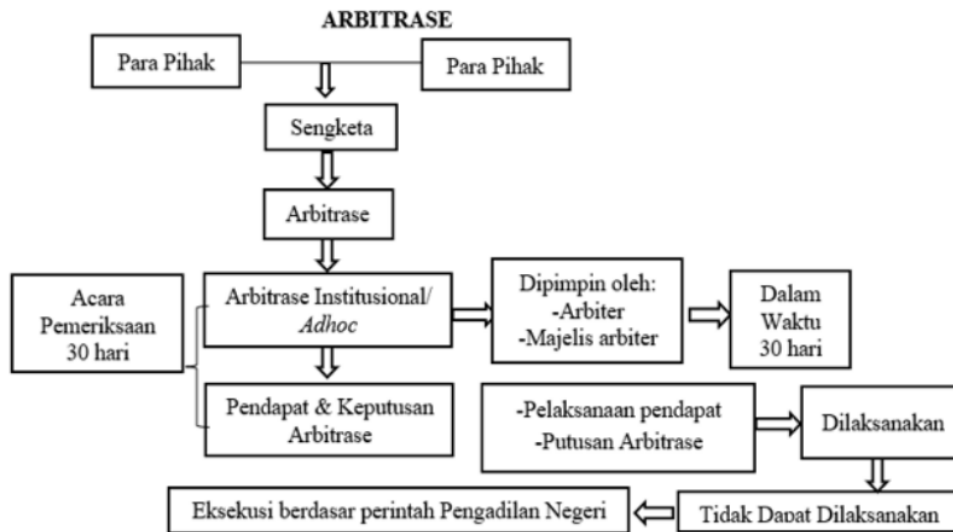 ARBITRASE
Para Pihak
Para Pihak
Sengketa
Arbitrase
Acara
Pemeriksaan
30 hari
Arbitrase Institusional/
Adhoc
Dipimpin oleh:
-Arbiter
-Majelis arbiter
Dalam
Waktu
30 hari
Pendapat & Keputusan
Arbitrase
-Pelaksanaan pendapat
-Putusan Arbitrase
Dilaksanakan
Eksekusi berdasar perintah Pengadilan Negeri
Tidak Dapat Dilaksanakan